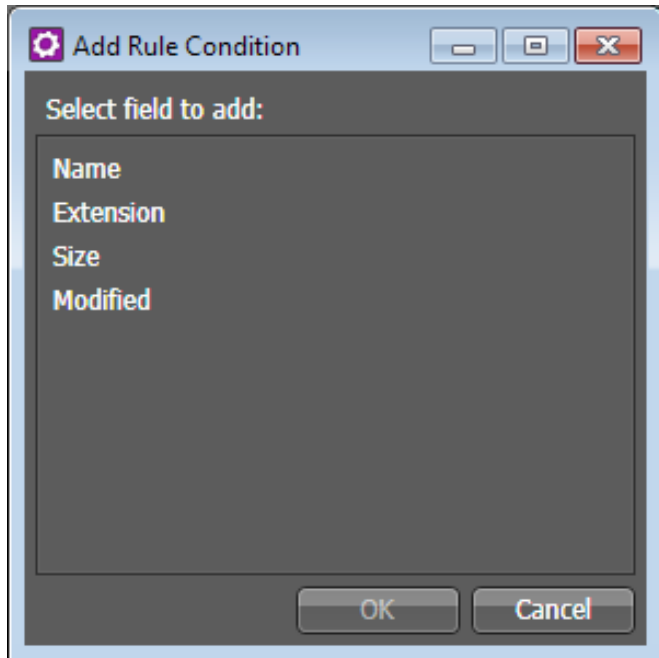 Add Rule Condition
Select field to add:
Name
Extension
Size
Modified
OK
Cancel